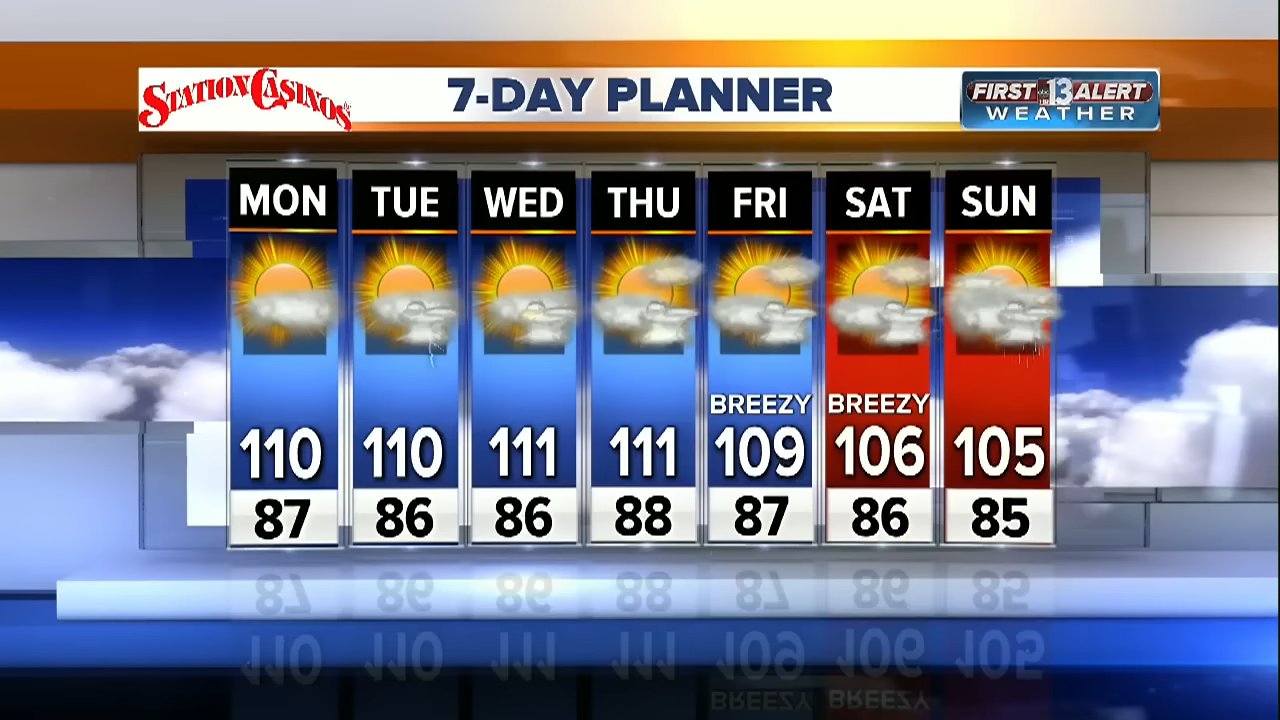 STATION CASINOS
7-DAY PLANNER
FIRST 13 ALERT
WEATHER
MON TUE WED THU FRI SAT SUN
BREEZY BREEZY
110 110 111 111 109 106 105
87 86 86 88 87 86 85